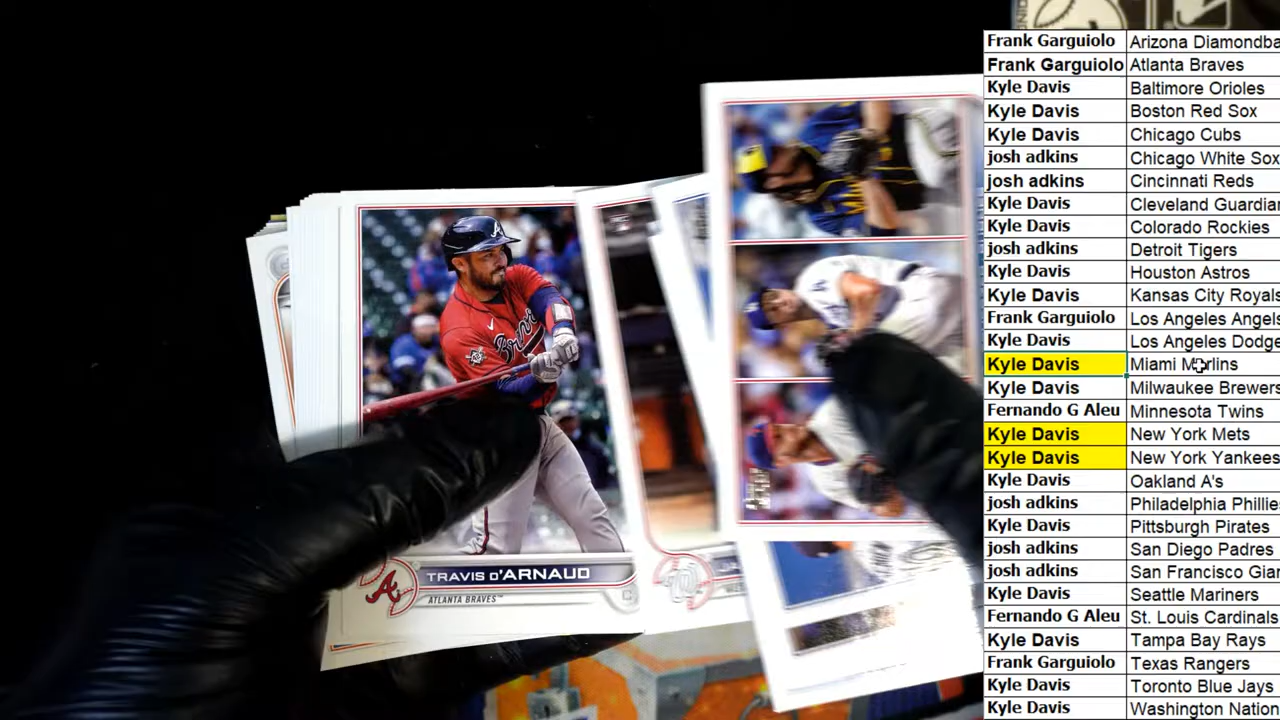 Frank Garguiolo Arizona Diamondba
Frank Garguiolo Atlanta Braves
Kyle Davis Baltimore Orioles
Kyle Davis Boston Red Sox
Kyle Davis Chicago Cubs
josh adkins Chicago White Sox
josh adkins Cincinnati Reds
Kyle Davis Cleveland Guardian
Kyle Davis Colorado Rockies
josh adkins Detroit Tigers
Kyle Davis Houston Astros
Kyle Davis Kansas City Royals
Frank Garguiolo Los Angeles Angels
Kyle Davis Los Angeles Dodge
Kyle Davis Miami Marlins
Kyle Davis Milwaukee Brewers
Fernando G Aleu Minnesota Twins
Kyle Davis New York Mets
Kyle Davis New York Yankees
Kyle Davis Oakland A's
josh adkins Philadelphia Phillie
Kyle Davis Pittsburgh Pirates
josh adkins San Diego Padres
josh adkins San Francisco Gian
Kyle Davis Seattle Mariners
Fernando G Aleu St. Louis Cardinals
Kyle Davis Tampa Bay Rays
Frank Garguiolo Texas Rangers
Kyle Davis Toronto Blue Jays
Kyle Davis Washington Nation
Braves
TRAVIS D'ARNAUD
ATLANTA BRAVES™
C